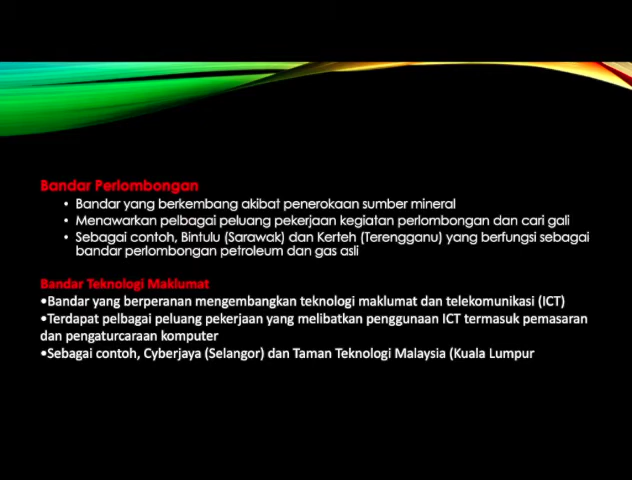 Bandar Perlombongan
• Bandar yang berkembang akibat penerokaan sumber mineral
• Menawarkan pelbagai peluang pekerjaan kegiatan perlombongan dan cari gali
• Sebagai contoh, Bintulu (Sarawak) dan Kerteh (Terengganu) yang berfungsi sebagai
bandar perlombongan petroleum dan gas asli
Bandar Teknologi Maklumat
•Bandar yang berperanan mengembangkan teknologi maklumat dan telekomunikasi (ICT)
•Terdapat pelbagai peluang pekerjaan yang melibatkan penggunaan ICT termasuk pemasaran
dan pengaturcaraan komputer
•Sebagai contoh, Cyberjaya (Selangor) dan Taman Teknologi Malaysia (Kuala Lumpur